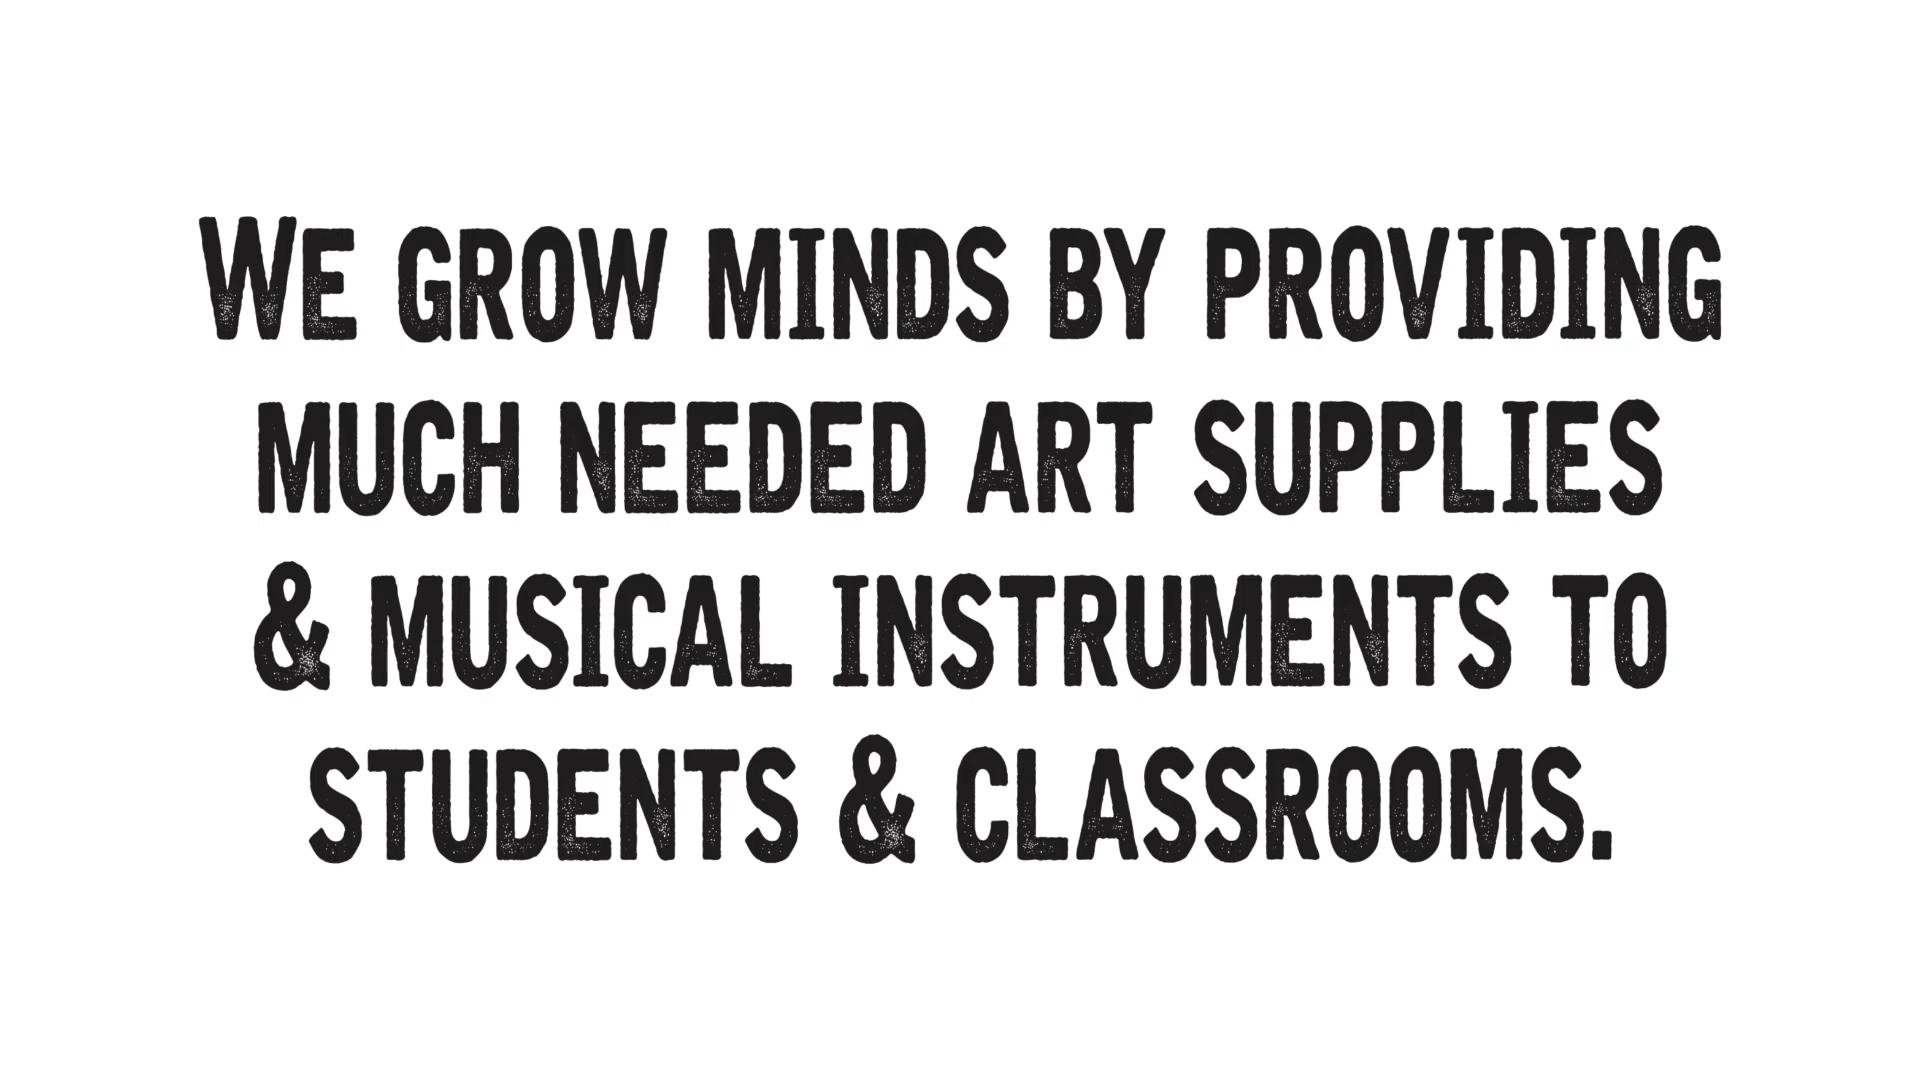 We grow minds by providing
much needed art supplies
& musical instruments to
students & classrooms.